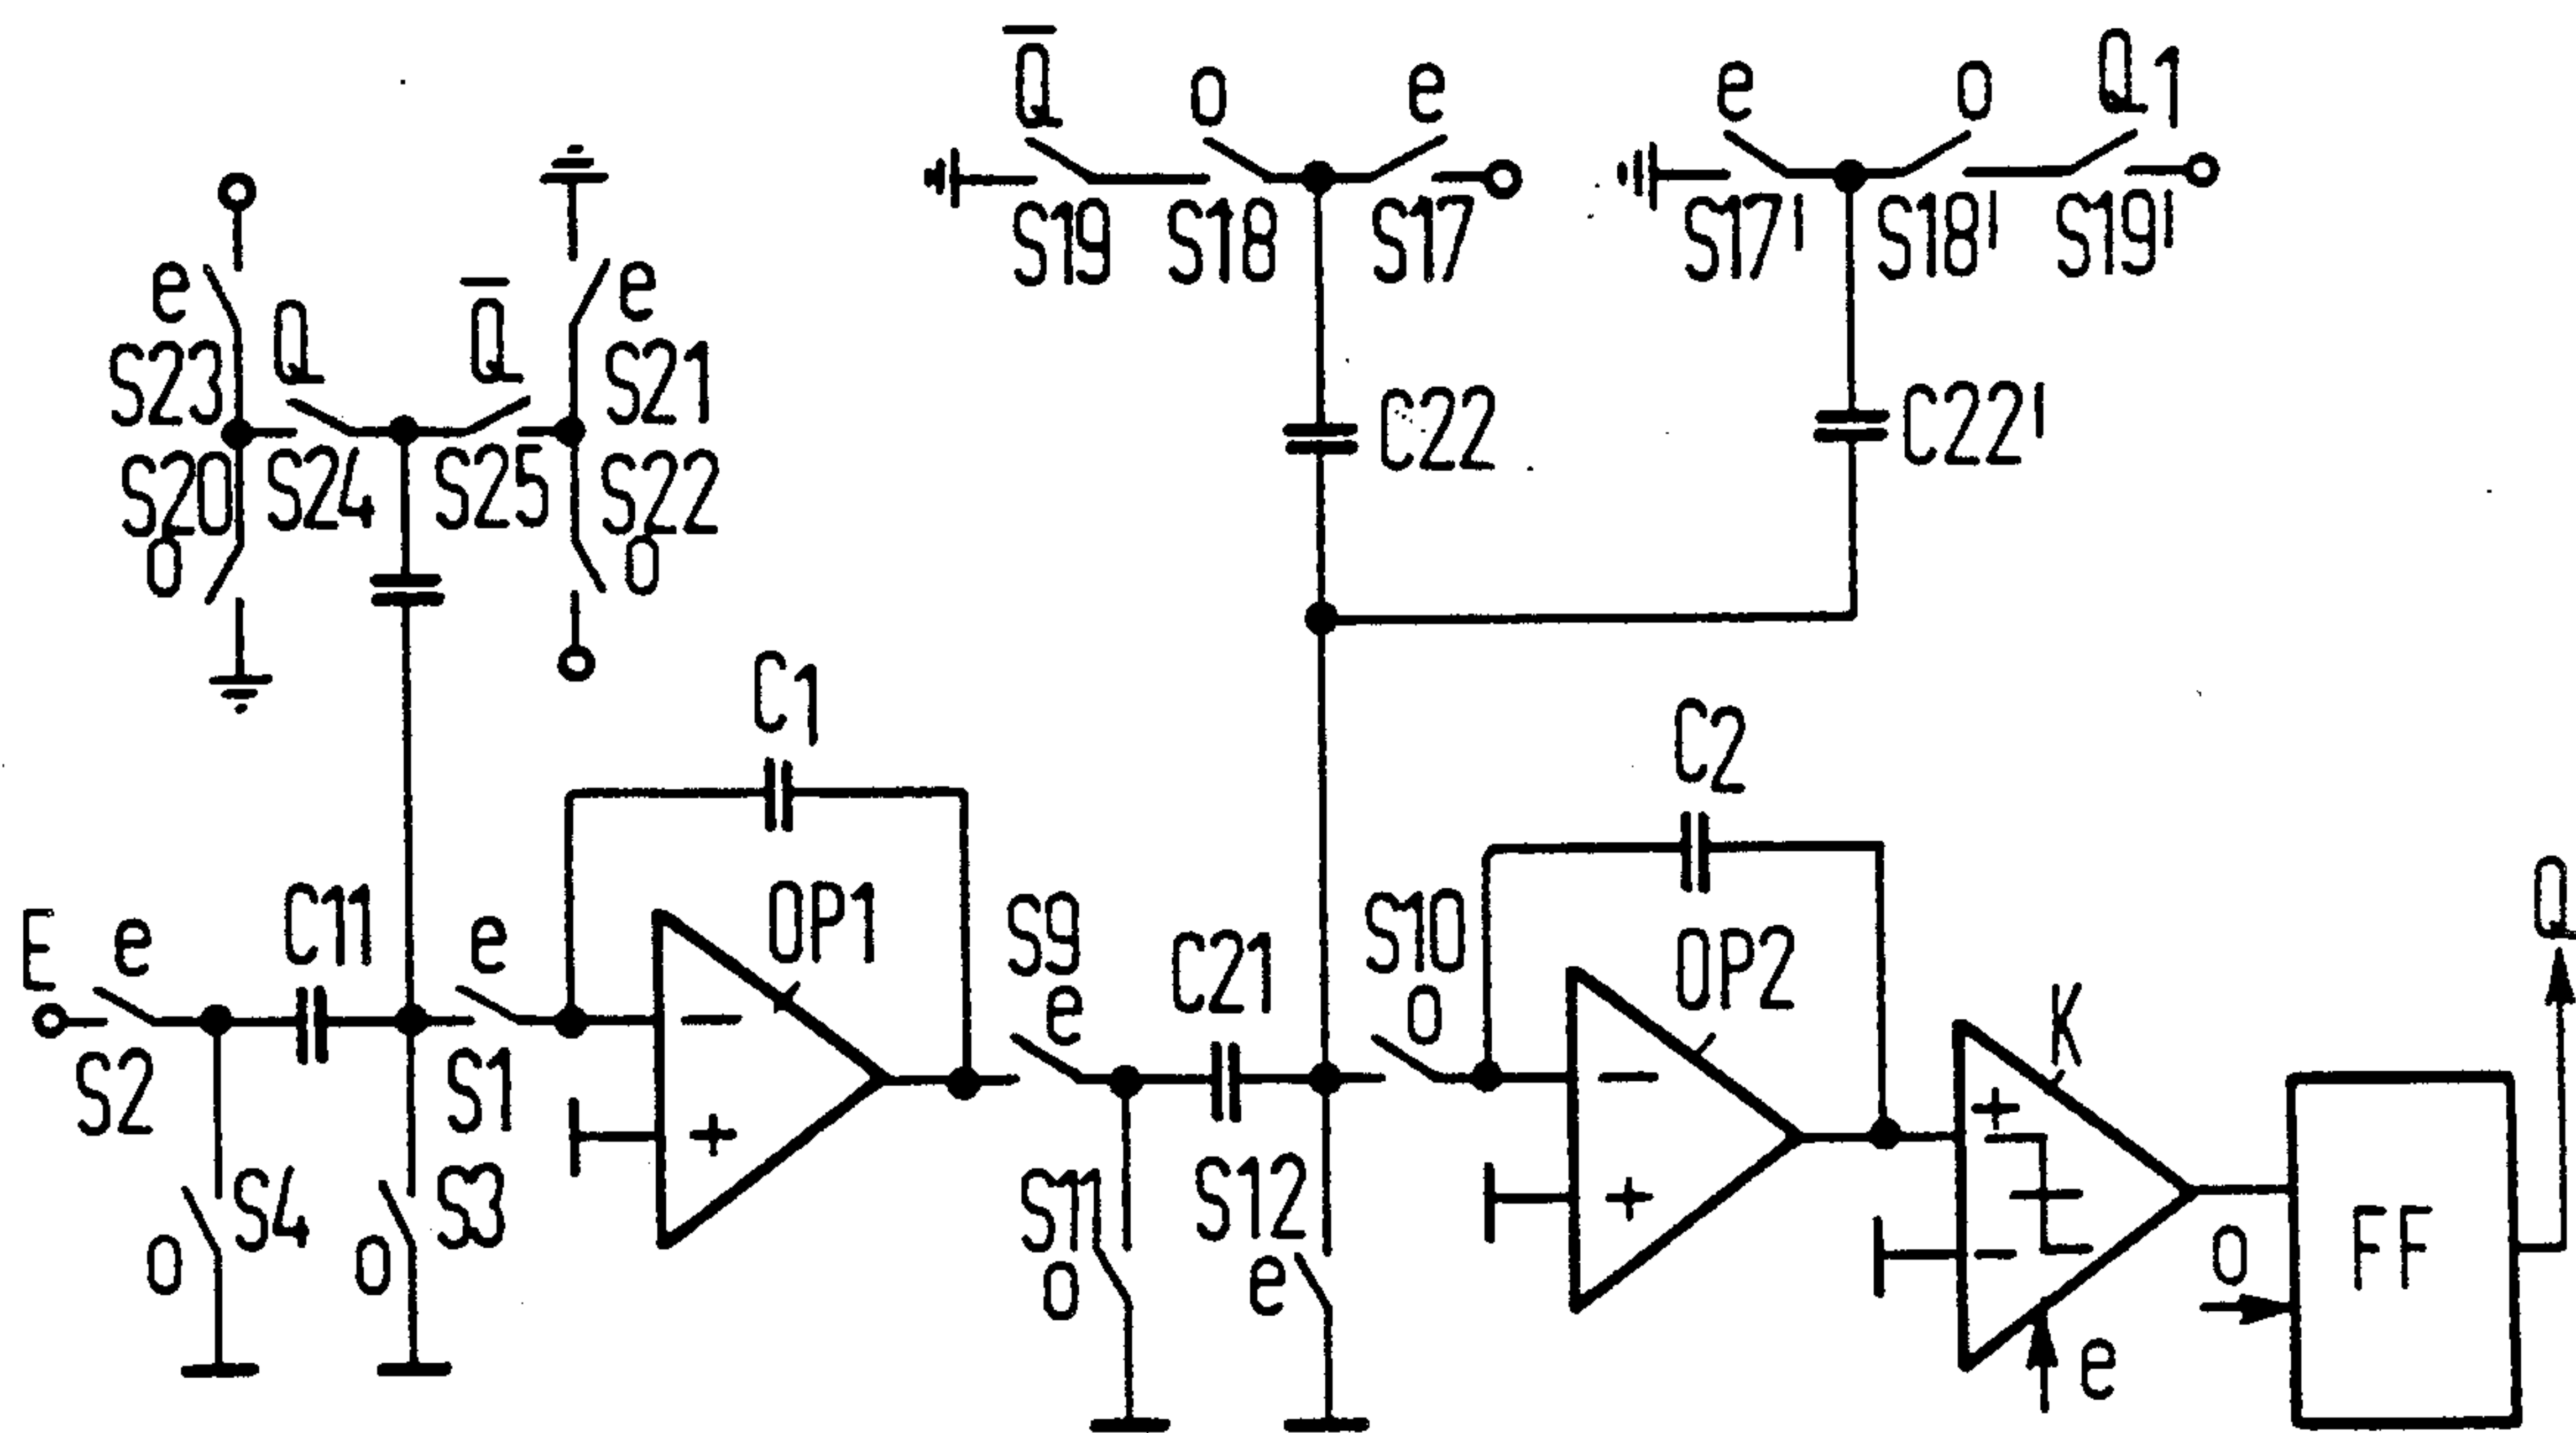 Q̅ o e e o Q1
S19 S18 S17 S17' S18' S19'
e Q Q̅ e
S23 S21
S20 S24 S25 S22
o o
C22 C22'
C1
C2
E e C11 e OP1 S9 C21 S10 OP2 Q
e o K
S2 S1
S4 S3 S11 S12
o o o e
- + - + + -
o FF
e